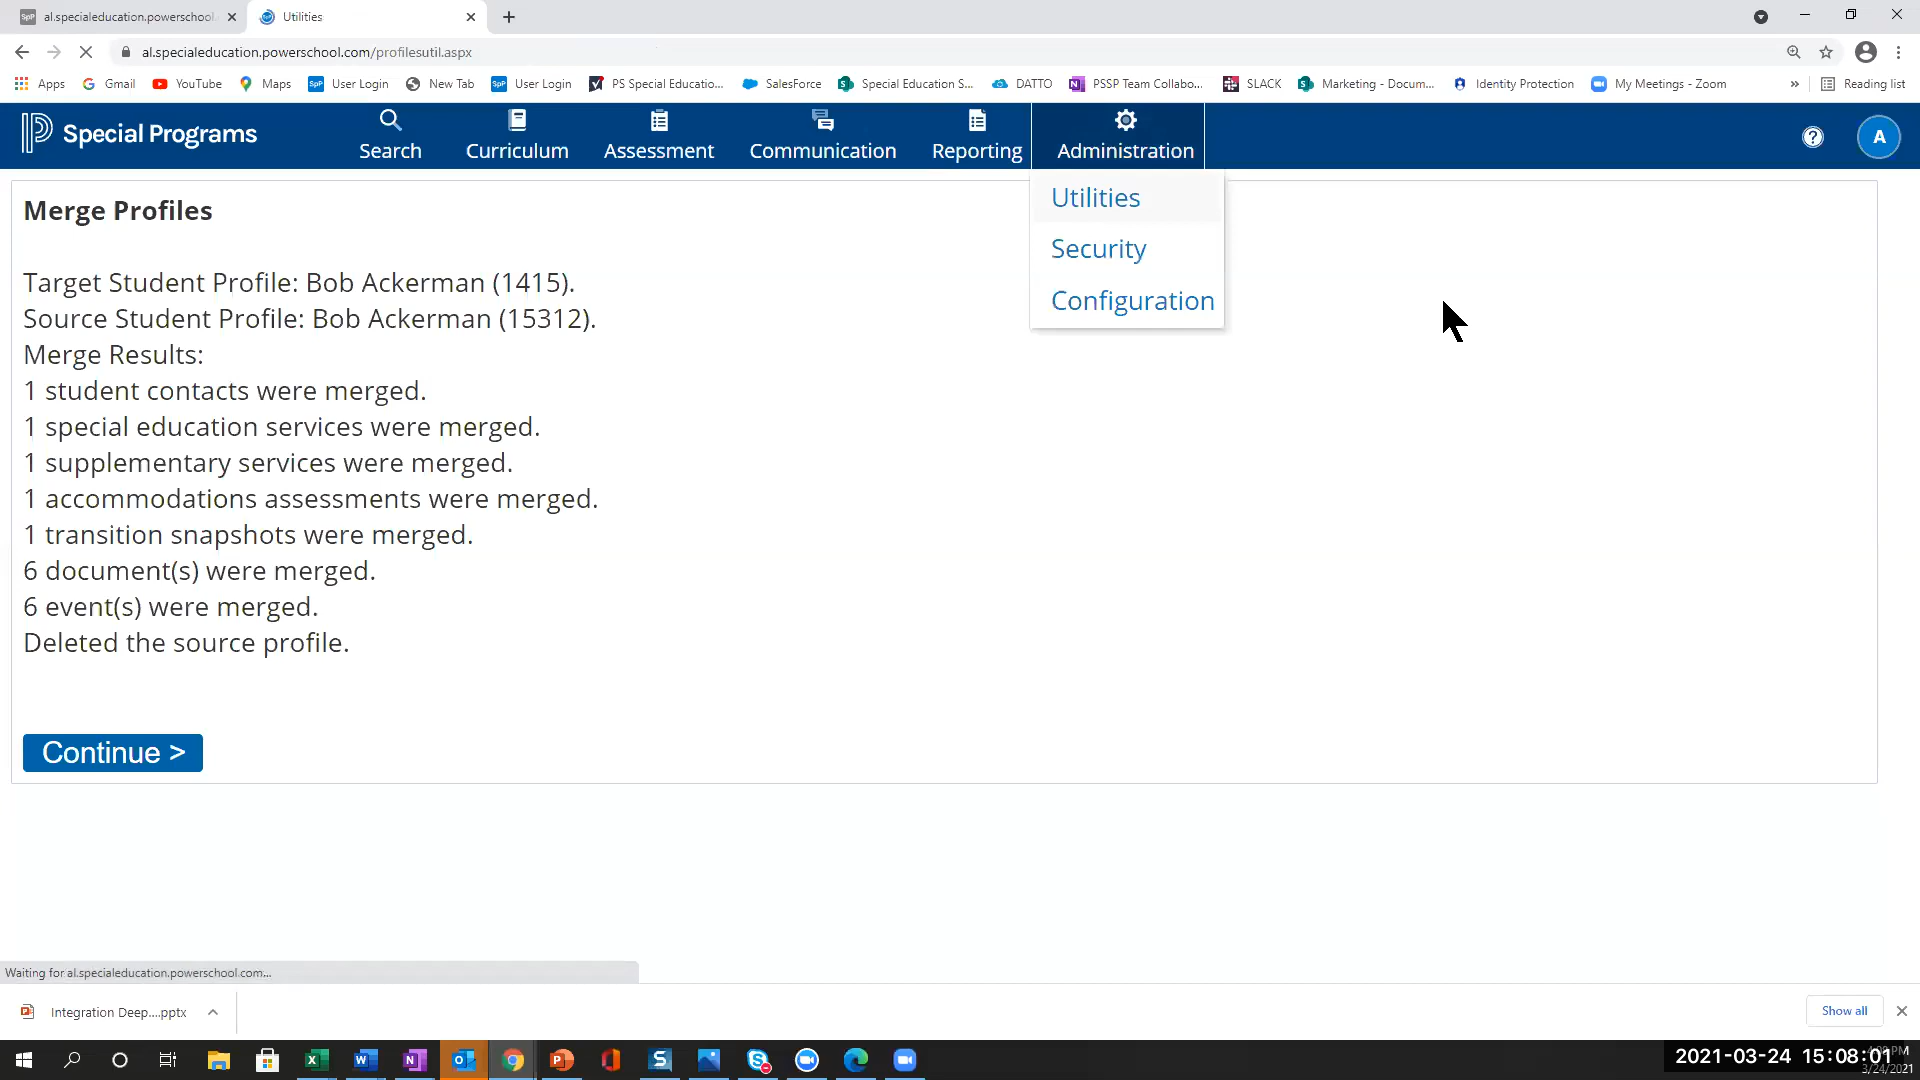 al.specialeducation.powerschool.
Utilities
al.specialeducation.powerschool.com/profilesutil.aspx
Apps
Gmail
YouTube
Maps
User Login
New Tab
User Login
PS Special Educatio...
SalesForce
Special Education S...
DATTO
PSSP Team Collabo...
SLACK
Marketing - Docum...
Identity Protection
My Meetings - Zoom
»
Reading list
Special Programs
Search
Curriculum
Assessment
Communication
Reporting
Administration
A
Utilities
Security
Configuration
Merge Profiles
Target Student Profile: Bob Ackerman (1415).
Source Student Profile: Bob Ackerman (15312).
Merge Results:
1 student contacts were merged.
1 special education services were merged.
1 supplementary services were merged.
1 accommodations assessments were merged.
1 transition snapshots were merged.
6 document(s) were merged.
6 event(s) were merged.
Deleted the source profile.
Continue >
Waiting for al.specialeducation.powerschool.com...
Integration Deep....pptx
Show all
2021-03-24 15:08:01
3/24/2021